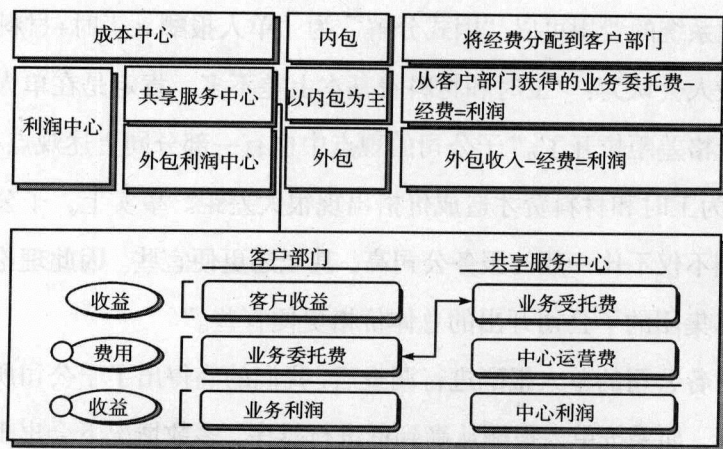 成本中心 内包 将经费分配到客户部门
利润中心 共享服务中心 以内包为主 从客户部门获得的业务委托费-
经费=利润
外包利润中心 外包 外包收入-经费=利润
客户部门 共享服务中心
收益 客户收益 业务受托费
费用 业务委托费 中心运营费
收益 业务利润 中心利润